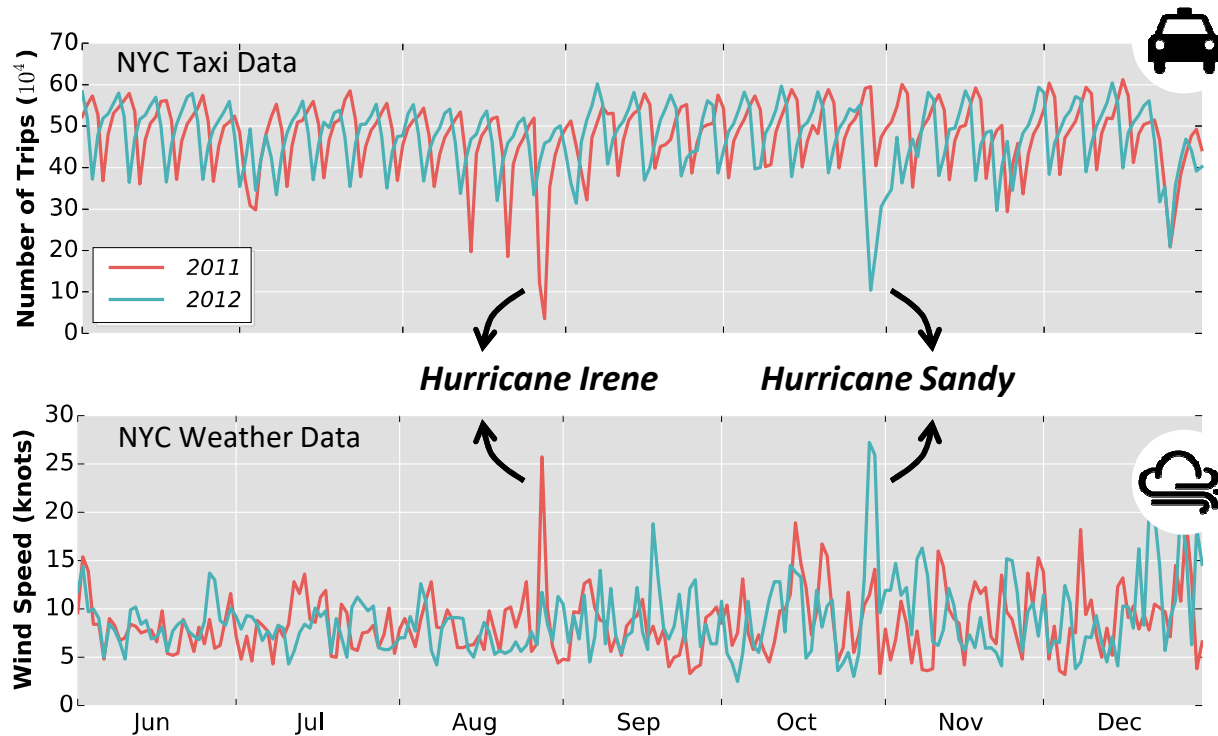 NYC Taxi Data
Number of Trips (10⁴)
70
60
50
40
30
20
10
0
2011
2012
Hurricane Irene
Hurricane Sandy
NYC Weather Data
Wind Speed (knots)
30
25
20
15
10
5
0
Jun Jul Aug Sep Oct Nov Dec